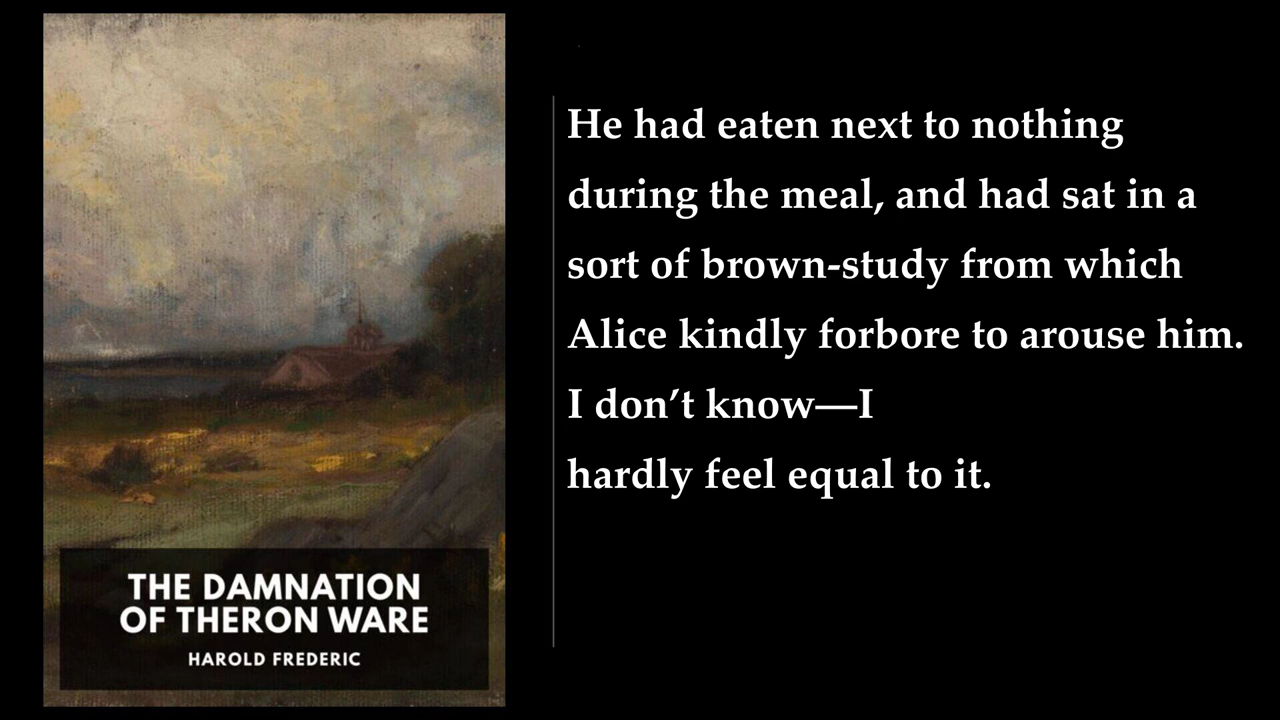 THE DAMNATION
OF THERON WARE
HAROLD FREDERIC
He had eaten next to nothing
during the meal, and had sat in a
sort of brown-study from which
Alice kindly forbore to arouse him.
I don’t know—I
hardly feel equal to it.